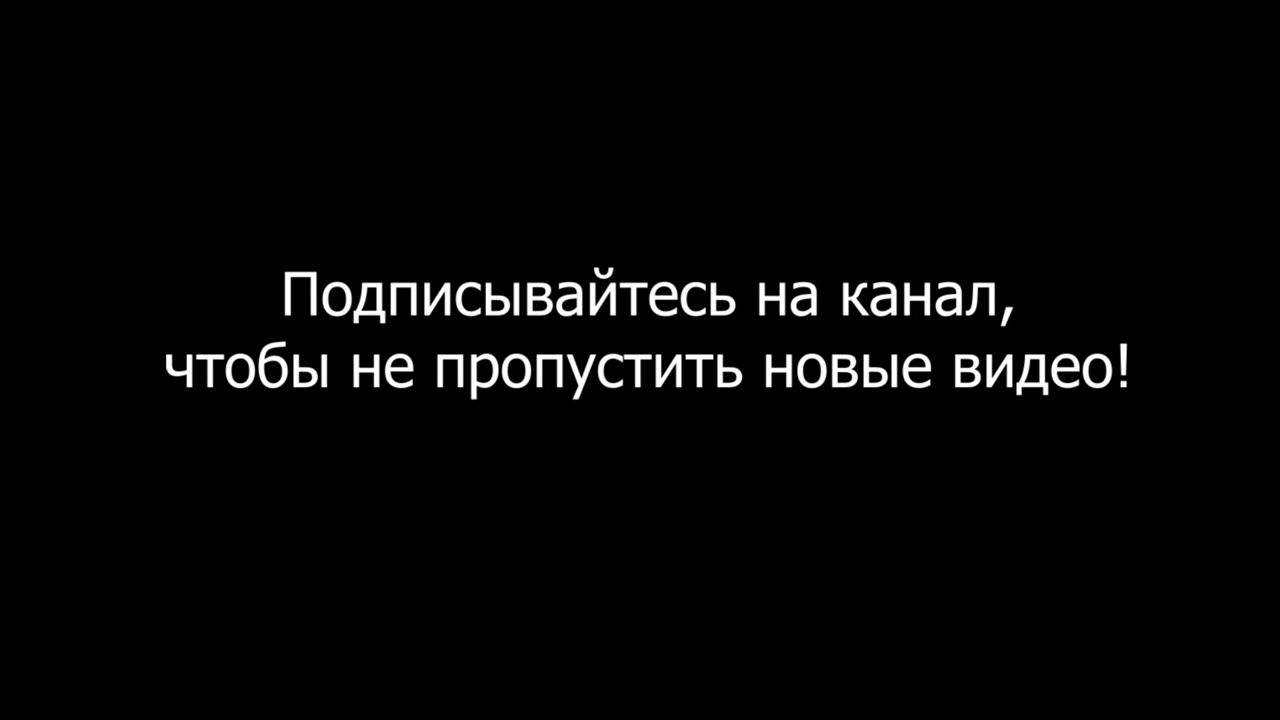 Подписывайтесь на канал,
чтобы не пропустить новые видео!